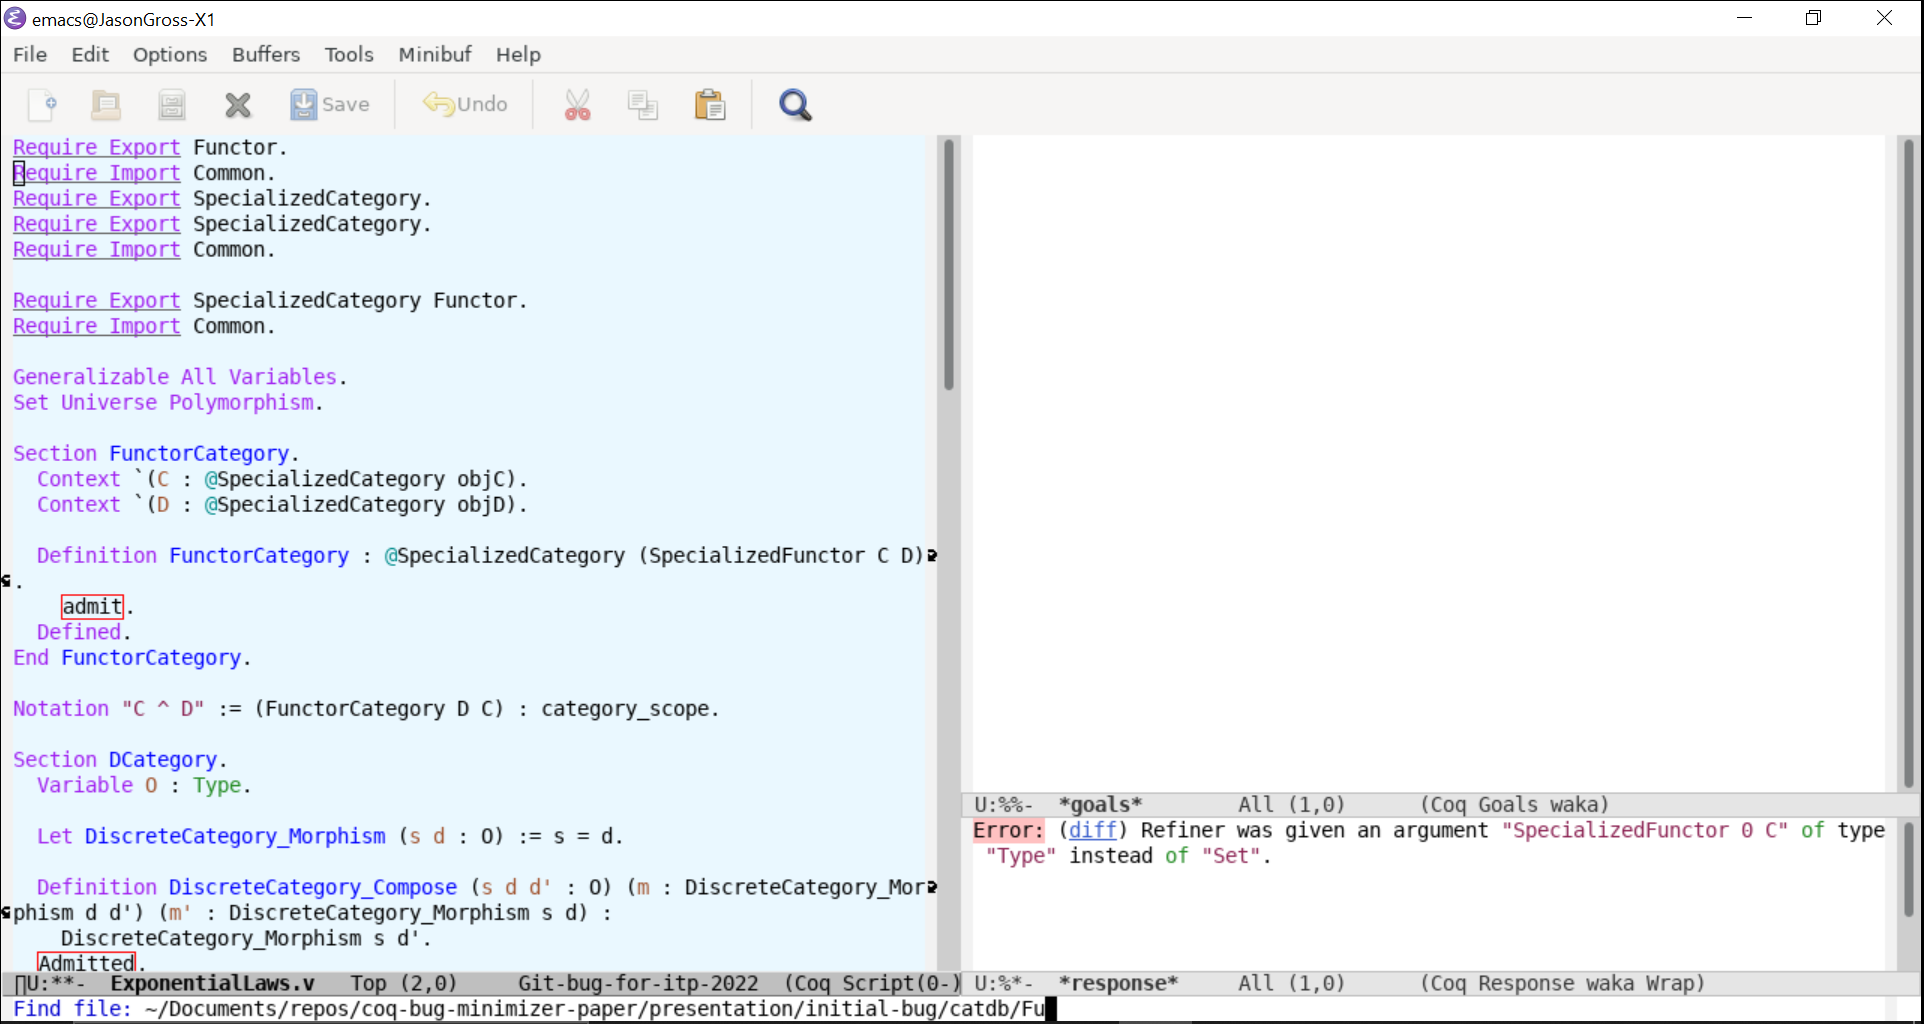 emacs@JasonGross-X1
File Edit Options Buffers Tools Minibuf Help
Save Undo
Require Export Functor.
Require Import Common.
Require Export SpecializedCategory.
Require Export SpecializedCategory.
Require Import Common.
Require Export SpecializedCategory Functor.
Require Import Common.
Generalizable All Variables.
Set Universe Polymorphism.
Section FunctorCategory.
Context `(C : @SpecializedCategory objC).
Context `(D : @SpecializedCategory objD).
Definition FunctorCategory : @SpecializedCategory (SpecializedFunctor C D)
.
admit.
Defined.
End FunctorCategory.
Notation "C ^ D" := (FunctorCategory D C) : category_scope.
Section DCategory.
Variable O : Type.
Let DiscreteCategory_Morphism (s d : O) := s = d.
Definition DiscreteCategory_Compose (s d d' : O) (m : DiscreteCategory_Mor
phism d d') (m' : DiscreteCategory_Morphism s d) :
DiscreteCategory_Morphism s d'.
Admitted.
U:**- ExponentialLaws.v Top (2,0) Git-bug-for-itp-2022 (Coq Script(0-)
U:%%- *goals* All (1,0) (Coq Goals waka)
Error: (diff) Refiner was given an argument "SpecializedFunctor 0 C" of type
"Type" instead of "Set".
U:%*- *response* All (1,0) (Coq Response waka Wrap)
Find file: ~/Documents/repos/coq-bug-minimizer-paper/presentation/initial-bug/catdb/Fu